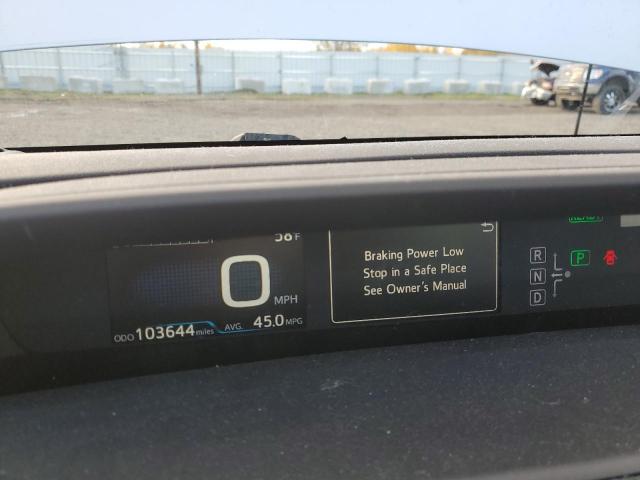 58°F
0
MPH
ODO 103644 miles AVG. 45.0 MPG
Braking Power Low
Stop in a Safe Place
See Owner's Manual
R
N
D
P